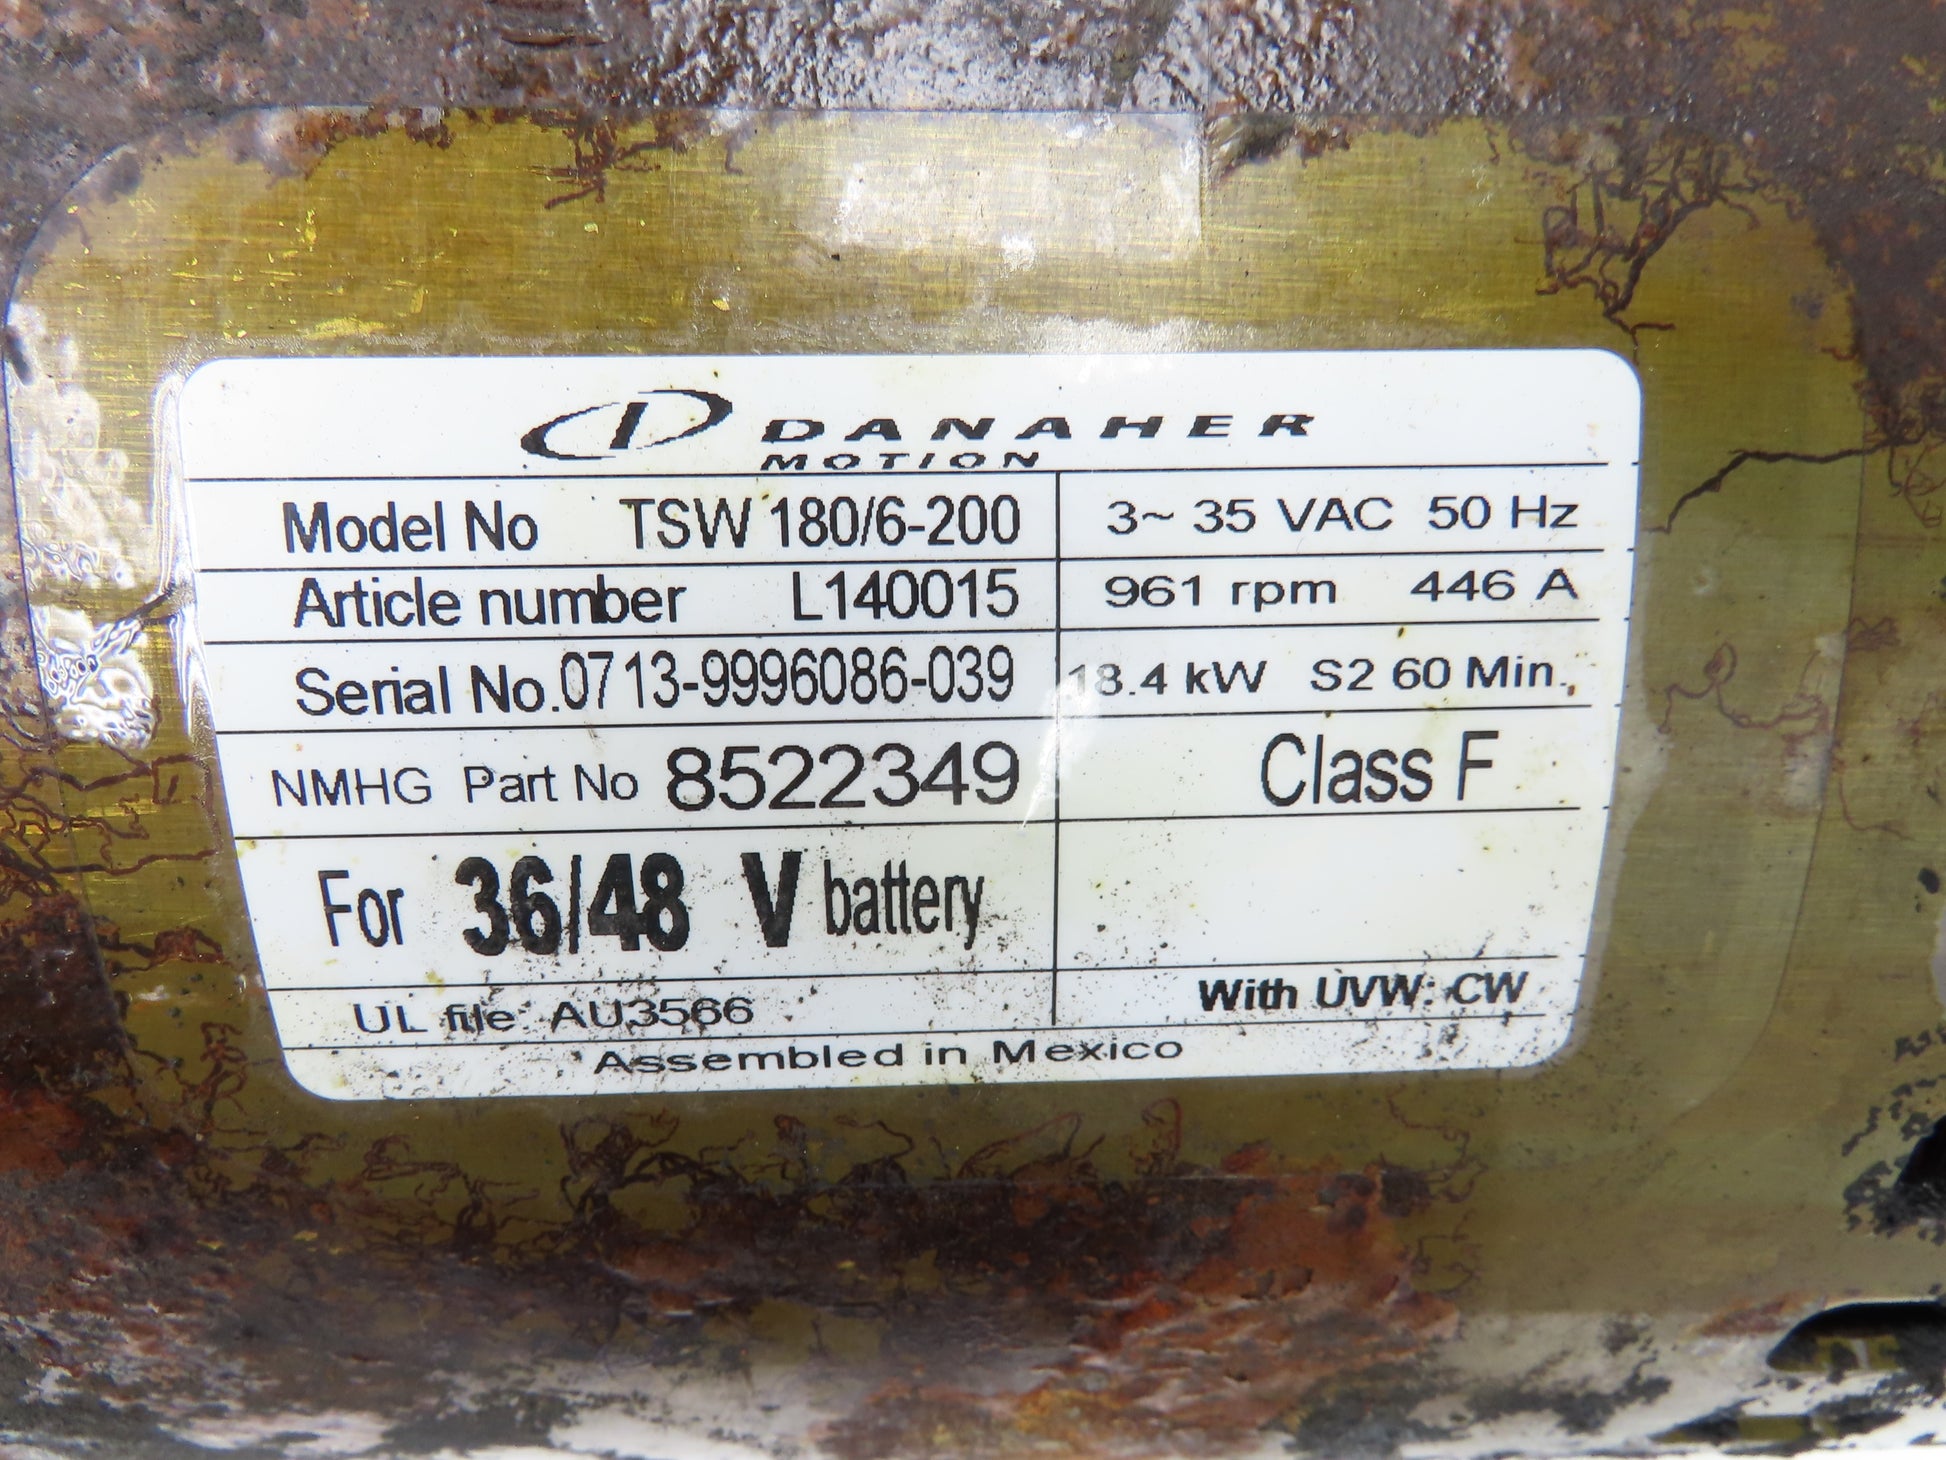 DANAHER
MOTION
Model No TSW 180/6-200 3~ 35 VAC 50 Hz
Article number L140015 961 rpm 446 A
Serial No. 0713-9996086-039 18.4 kW S2 60 Min.,
NMHG Part No 8522349 Class F
For 36/48 V battery
UL file: AU3566 With UVW: CW
Assembled in Mexico